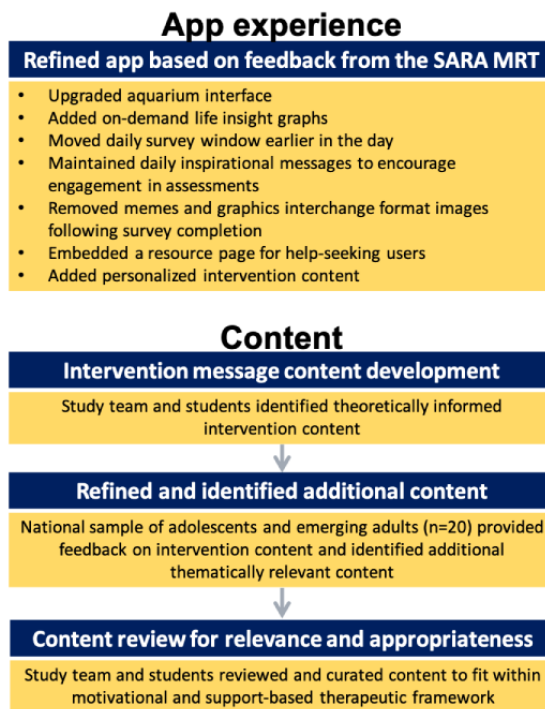 App experience
Refined app based on feedback from the SARA MRT
• Upgraded aquarium interface
• Added on-demand life insight graphs
• Moved daily survey window earlier in the day
• Maintained daily inspirational messages to encourage
engagement in assessments
• Removed memes and graphics interchange format images
following survey completion
• Embedded a resource page for help-seeking users
• Added personalized intervention content
Content
Intervention message content development
Study team and students identified theoretically informed
intervention content
Refined and identified additional content
National sample of adolescents and emerging adults (n=20) provided
feedback on intervention content and identified additional
thematically relevant content
Content review for relevance and appropriateness
Study team and students reviewed and curated content to fit within
motivational and support-based therapeutic framework